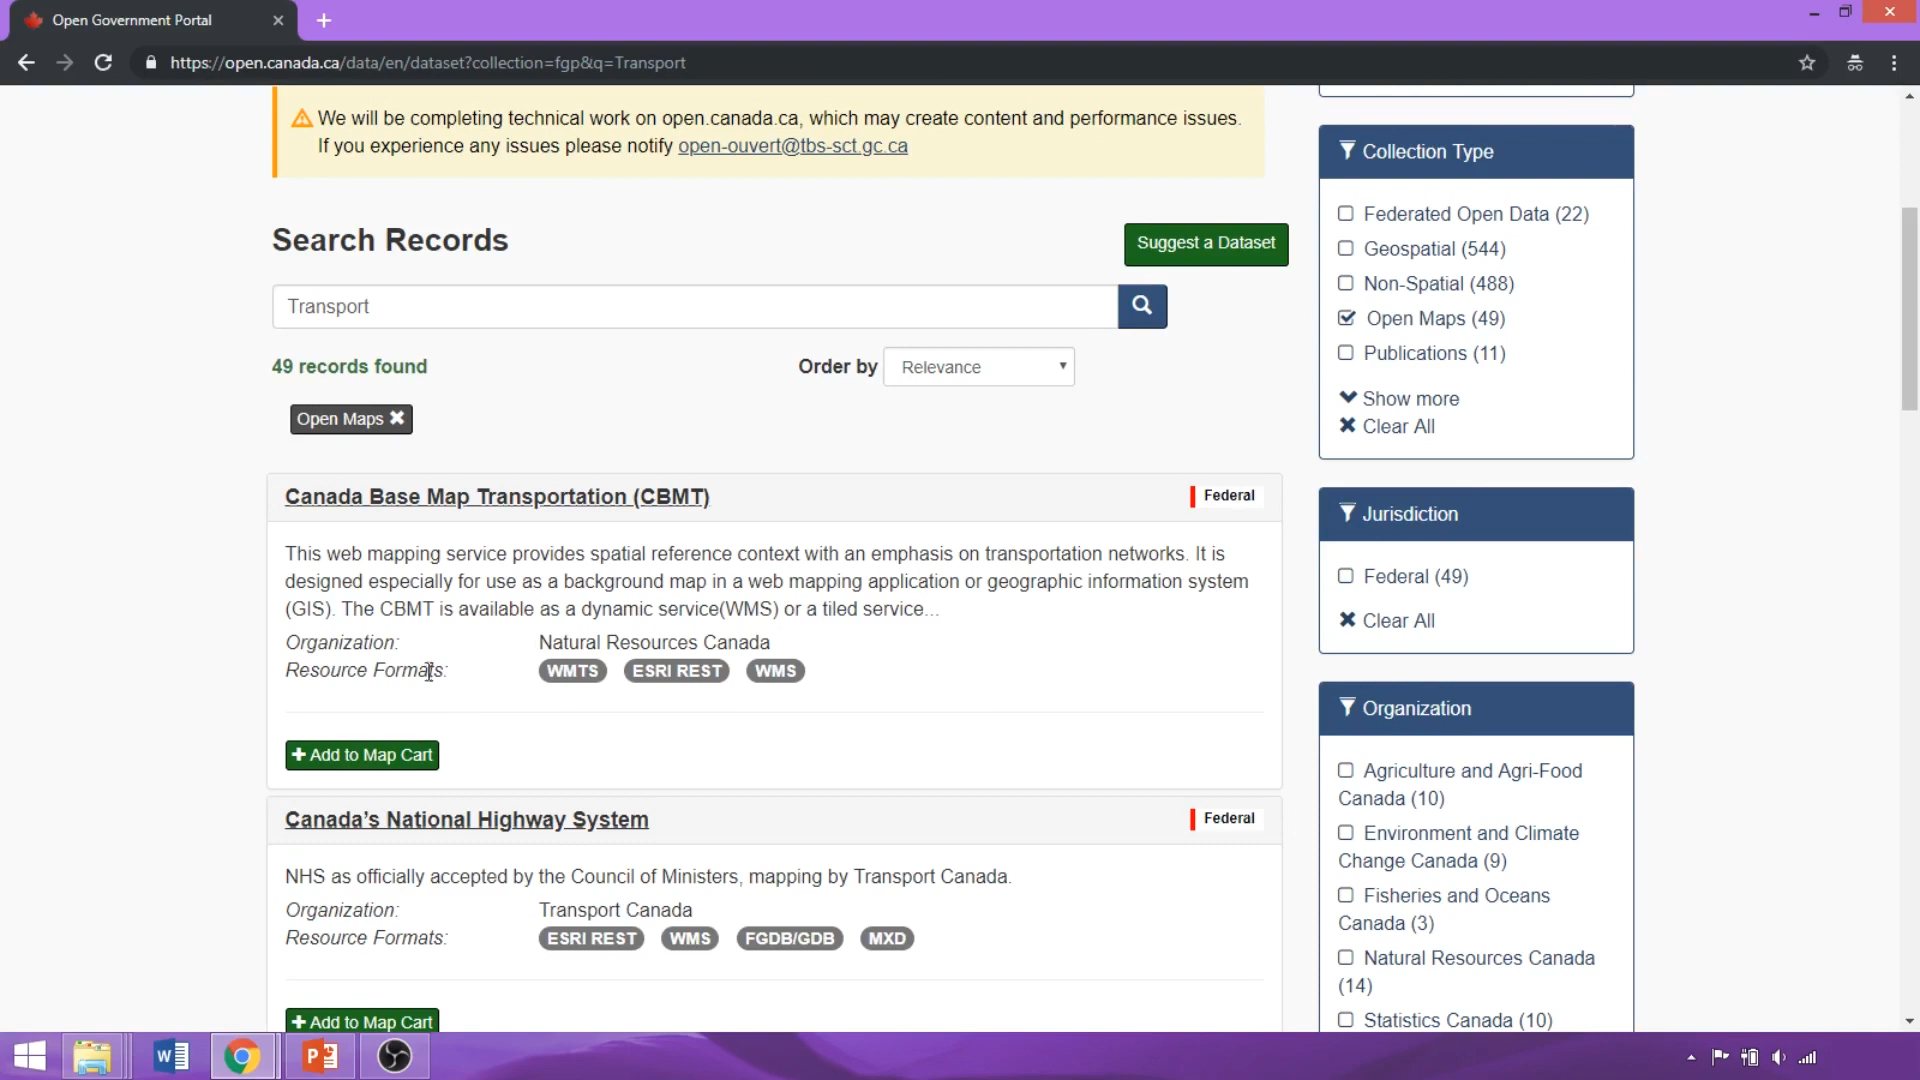 Open Government Portal
https://open.canada.ca/data/en/dataset?collection=fgp&q=Transport
We will be completing technical work on open.canada.ca, which may create content and performance issues.
If you experience any issues please notify open-ouvert@tbs-sct.gc.ca
Search Records
Suggest a Dataset
Transport
49 records found
Order by
Relevance
Open Maps
Canada Base Map Transportation (CBMT)
Federal
This web mapping service provides spatial reference context with an emphasis on transportation networks. It is
designed especially for use as a background map in a web mapping application or geographic information system
(GIS). The CBMT is available as a dynamic service(WMS) or a tiled service...
Organization: Natural Resources Canada
Resource Formats: WMTS ESRI REST WMS
Add to Map Cart
Canada’s National Highway System
Federal
NHS as officially accepted by the Council of Ministers, mapping by Transport Canada.
Organization: Transport Canada
Resource Formats: ESRI REST WMS FGDB/GDB MXD
Add to Map Cart
Collection Type
Federated Open Data (22)
Geospatial (544)
Non-Spatial (488)
Open Maps (49)
Publications (11)
Show more
Clear All
Jurisdiction
Federal (49)
Clear All
Organization
Agriculture and Agri-Food
Canada (10)
Environment and Climate
Change Canada (9)
Fisheries and Oceans
Canada (3)
Natural Resources Canada
(14)
Statistics Canada (10)